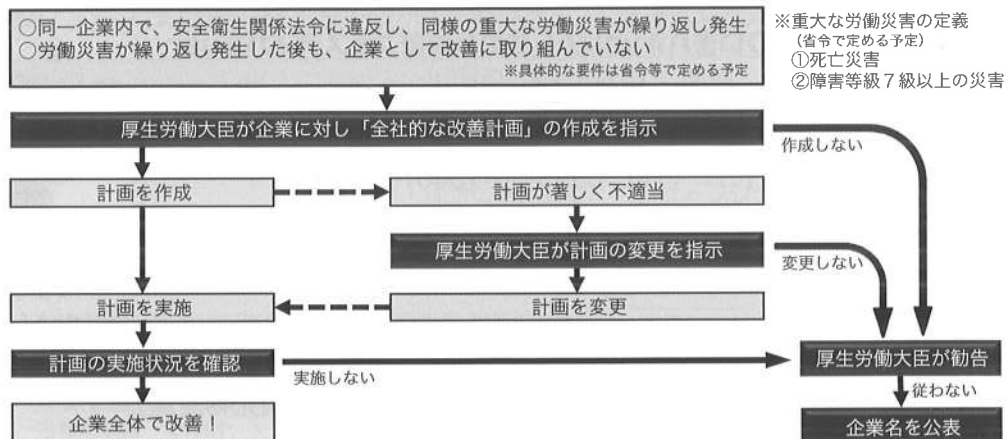 ○同一企業内で、安全衛生関係法令に違反し、同様の重大な労働災害が繰り返し発生
○労働災害が繰り返し発生した後も、企業として改善に取り組んでいない
※具体的な要件は省令等で定める予定
※重大な労働災害の定義
(省令で定める予定)
①死亡災害
②障害等級7級以上の災害
厚生労働大臣が企業に対し「全社的な改善計画」の作成を指示
作成しない
計画を作成
計画が著しく不適当
厚生労働大臣が計画の変更を指示
変更しない
計画を実施
計画を変更
計画の実施状況を確認
実施しない
厚生労働大臣が勧告
従わない
企業全体で改善！
企業名を公表